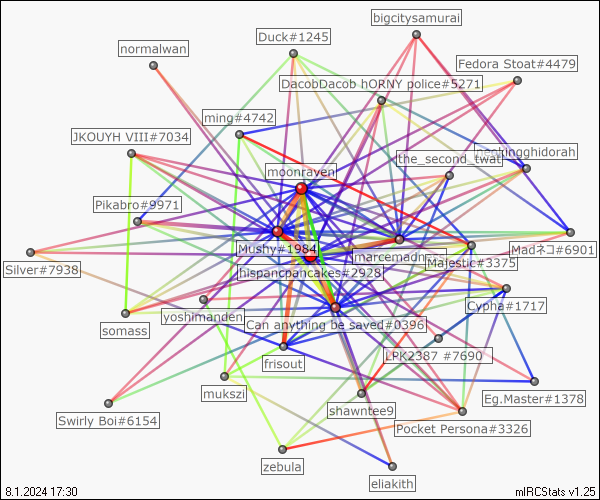 bigcitysamurai
Duck#1245
normalwan
Fedora Stoat#4479
DacobDacob hORNY police#5271
ming#4742
JKOUYH VIII#7034
the_second_twat
moonraven
Pikabro#9971
Mushy#1984
marcemadn
Madネコ#6901
Majestic#3375
Silver#7938
hispancpancakes#2928
Cypha#1717
somass
yoshimanden
Can anything be saved#0396
LPK2387 #7690
frisout
mukszi
Eg.Master#1378
shawntee9
Swirly Boi#6154
Pocket Persona#3326
zebula
eliakith
8.1.2024 17:30
mIRCStats v1.25